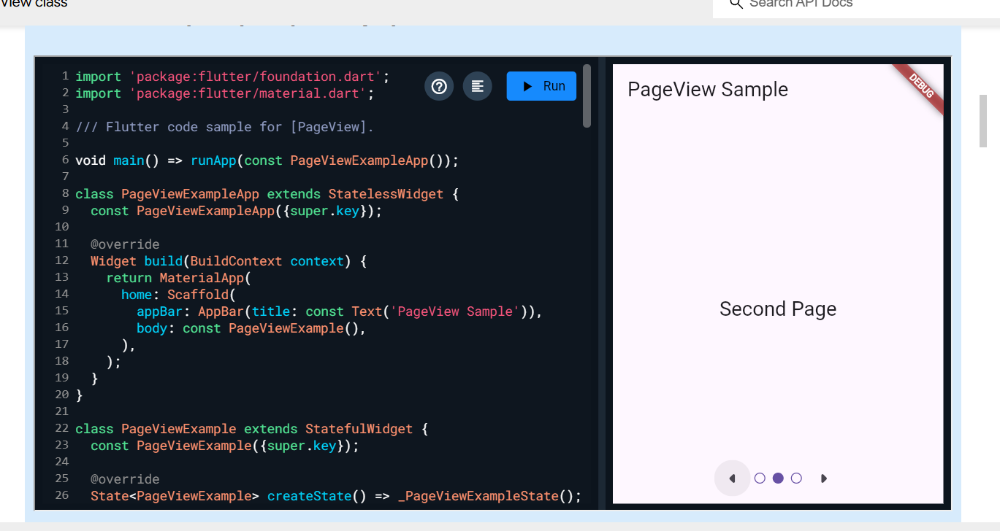 View class
Search API Docs
1 import 'package:flutter/foundation.dart';
2 import 'package:flutter/material.dart';
3
4 /// Flutter code sample for [PageView].
5
6 void main() => runApp(const PageViewExampleApp());
7
8 class PageViewExampleApp extends StatelessWidget {
9   const PageViewExampleApp({super.key});
10
11   @override
12   Widget build(BuildContext context) {
13     return MaterialApp(
14       home: Scaffold(
15         appBar: AppBar(title: const Text('PageView Sample')),
16         body: const PageViewExample(),
17       ),
18     );
19   }
20 }
21
22 class PageViewExample extends StatefulWidget {
23   const PageViewExample({super.key});
24
25   @override
26   State<PageViewExample> createState() => _PageViewExampleState();
Run
PageView Sample
DEBUG
Second Page